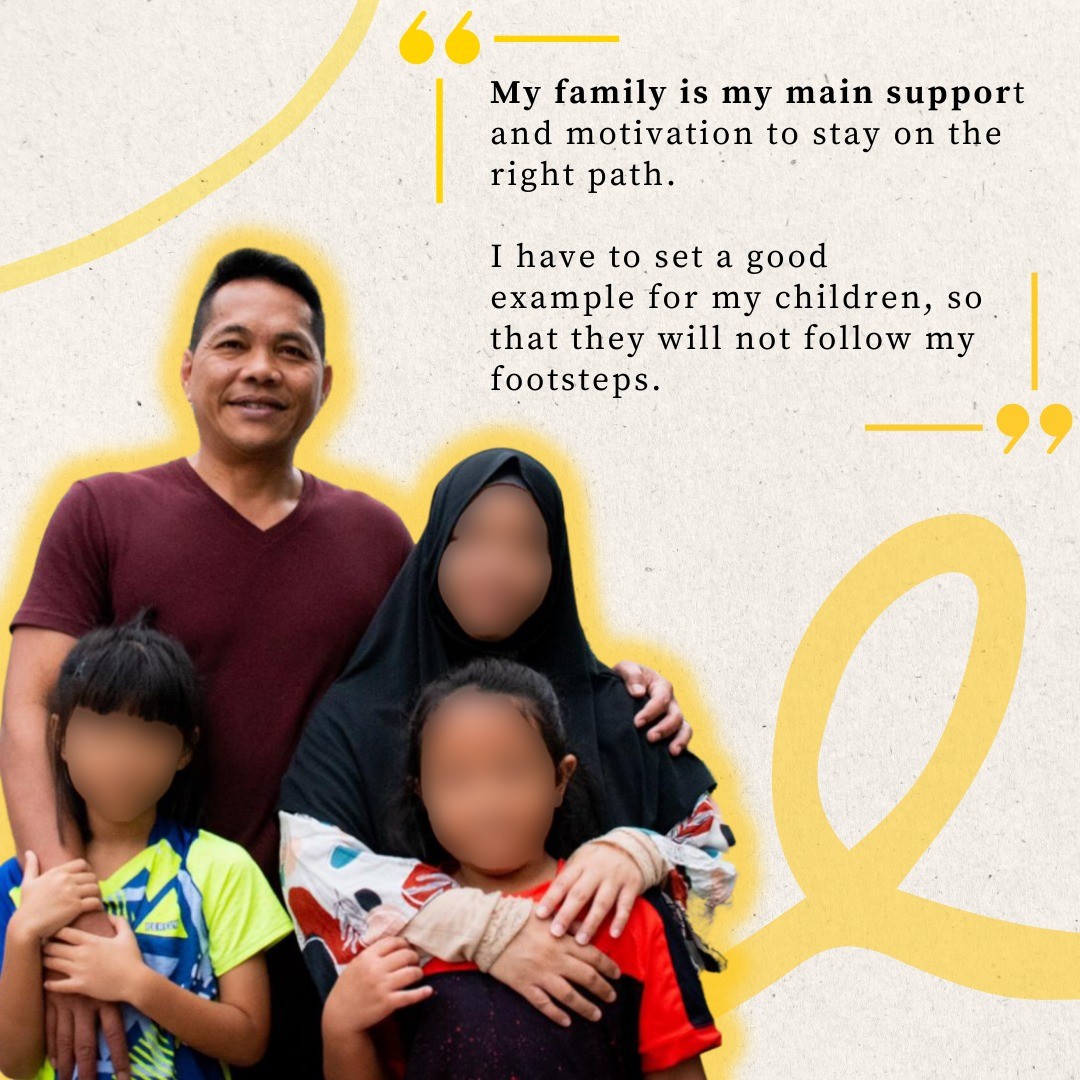 My family is my main support
and motivation to stay on the
right path.
I have to set a good
example for my children, so
that they will not follow my
footsteps.